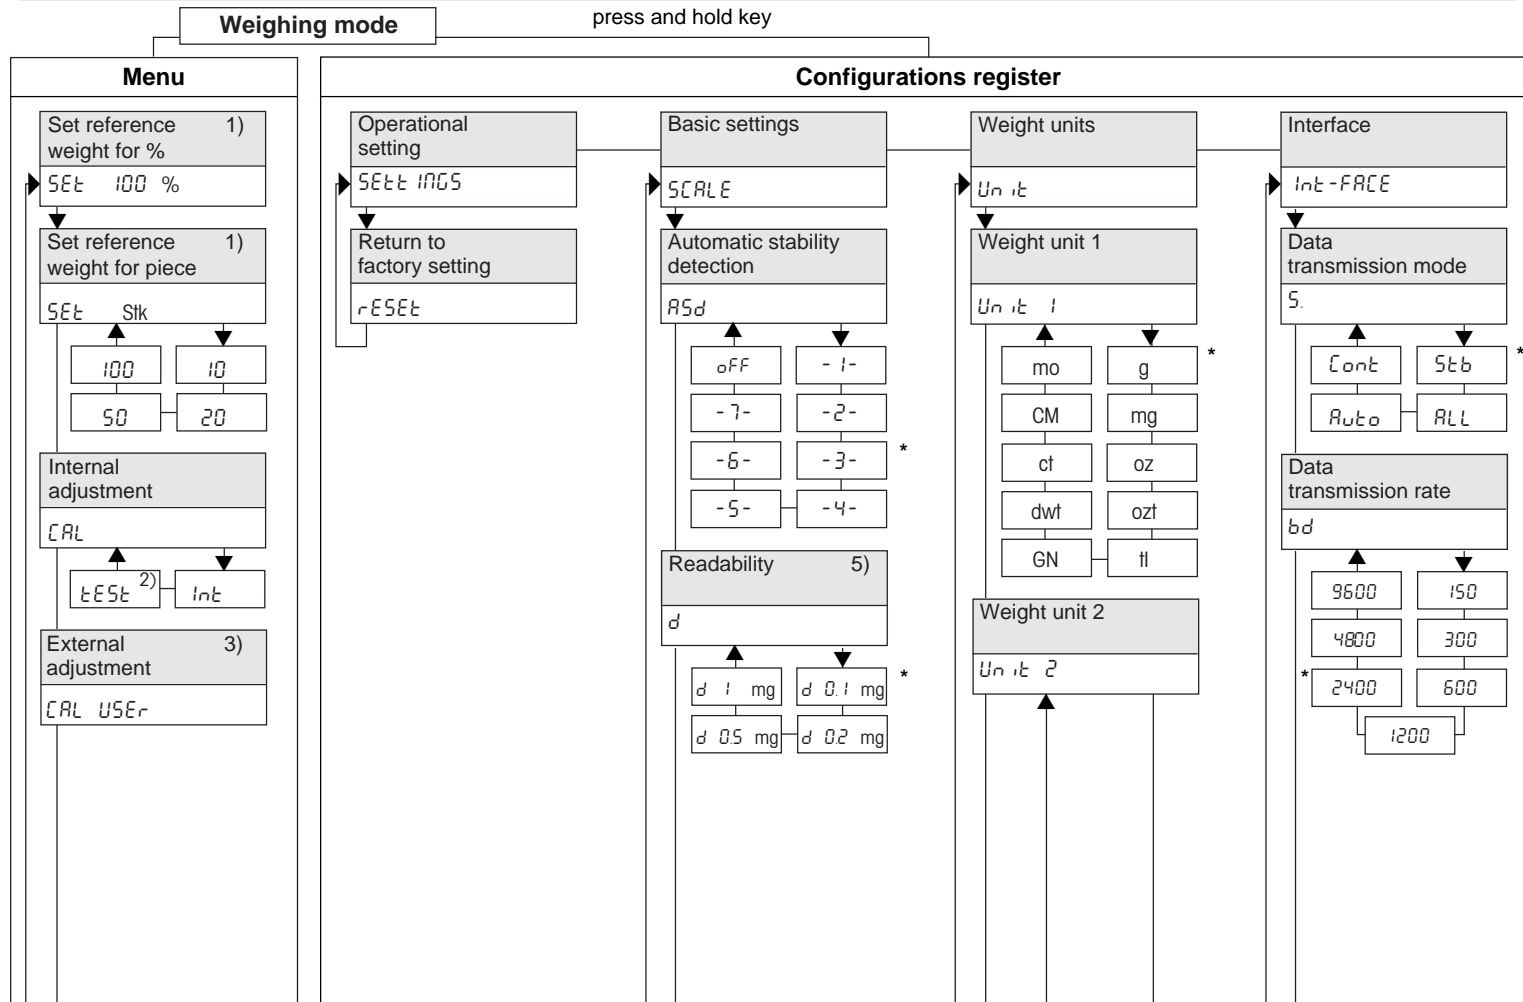 Weighing mode
press and hold key
Menu
Set reference 1)
weight for %
SEt 100 %
Set reference 1)
weight for piece
SEt Stk
100
10
50
20
Internal
adjustment
CAL
tESt 2)
Int
External 3)
adjustment
CAL USEr
Configurations register
Operational
setting
SEttINGS
Return to
factory setting
rESEt
Basic settings
SCALE
Automatic stability
detection
ASd
oFF
-1-
-7-
-2-
-6-
-3- *
-5-
-4-
Readability 5)
d
d 1 mg
d 0.1 mg *
d 0.5 mg
d 0.2 mg
Weight units
Unit
Weight unit 1
Unit 1
mo
g *
CM
mg
ct
oz
dwt
ozt
GN
tl
Weight unit 2
Unit 2
Interface
Int-FACE
Data
transmission mode
S.
Cont
Stb *
Auto
ALL
Data
transmission rate
bd
9600
150
4800
300
* 2400
600
1200